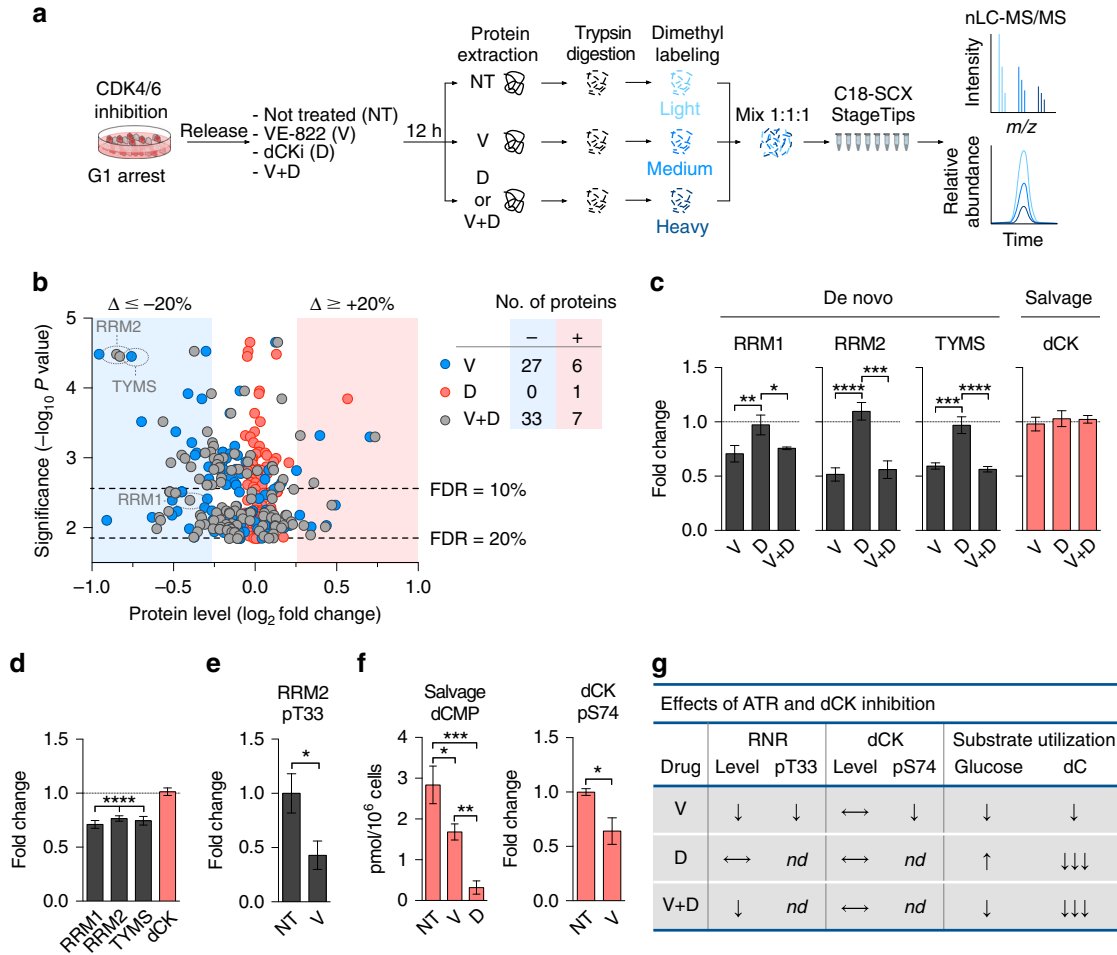 a
CDK4/6
inhibition
G1 arrest
Release
- Not treated (NT)
- VE-822 (V)
- dCKi (D)
- V+D
12 h
Protein
extraction
Trypsin
digestion
Dimethyl
labeling
NT
Light
V
Medium
D
or
V+D
Heavy
Mix 1:1:1
C18-SCX
StageTips
nLC-MS/MS
Intensity
m/z
Relative
abundance
Time
b
Δ ≤ −20%
Δ ≥ +20%
Significance (−log10 P value)
5
4
3
2
RRM2
TYMS
RRM1
FDR = 10%
FDR = 20%
−1.0 −0.5 0.0 0.5 1.0
Protein level (log2 fold change)
No. of proteins
− +
V 27 6
D 0 1
V+D 33 7
c
De novo
Salvage
RRM1 RRM2 TYMS dCK
Fold change
1.5
1.0
0.5
0.0
** *
**** ***
*** ****
V D V+D
V D V+D
V D V+D
V D V+D
d
Fold change
1.5
1.0
0.5
0.0
****
RRM1 RRM2 TYMS dCK
e
RRM2
pT33
Fold change
1.5
1.0
0.5
0.0
*
NT V
f
Salvage
dCMP
pmol/10^6 cells
4
3
2
1
0
***
*
**
NT V D
dCK
pS74
Fold change
1.5
1.0
0.5
0.0
*
NT V
g
Effects of ATR and dCK inhibition
RNR dCK Substrate utilization
Drug Level pT33 Level pS74 Glucose dC
V ↓ ↓ ↔ ↓ ↓ ↓
D ↔ nd ↔ nd ↑ ↓↓↓
V+D ↓ nd ↔ nd ↓ ↓↓↓